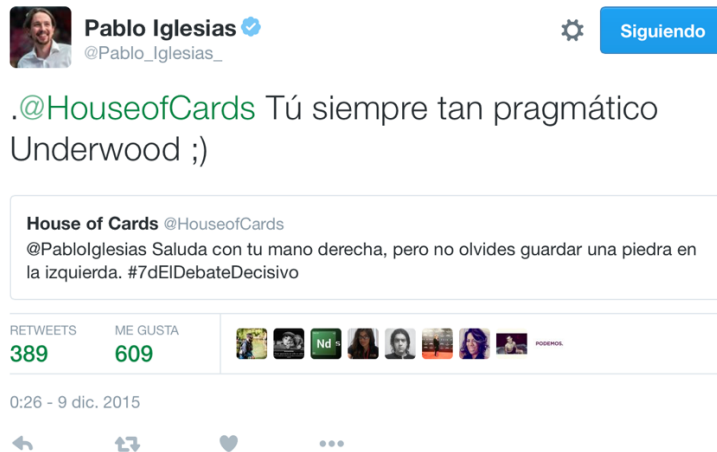 Pablo Iglesias
@Pablo_Iglesias_
Siguiendo
.@HouseofCards Tú siempre tan pragmático
Underwood ;)
House of Cards @HouseofCards
@PabloIglesias Saluda con tu mano derecha, pero no olvides guardar una piedra en
la izquierda. #7dElDebateDecisivo
RETWEETS ME GUSTA
389 609
Nd
PODEMOS.
0:26 - 9 dic. 2015